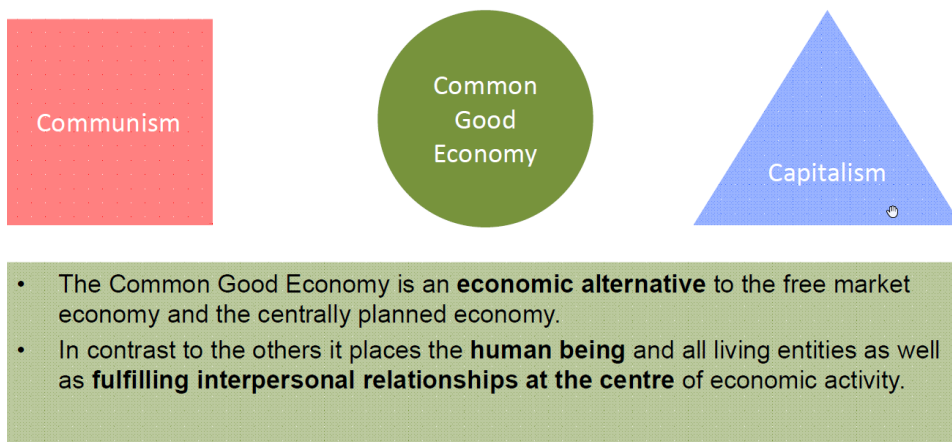 Communism
Common
Good
Economy
Capitalism
• The Common Good Economy is an economic alternative to the free market
economy and the centrally planned economy.
• In contrast to the others it places the human being and all living entities as well
as fulfilling interpersonal relationships at the centre of economic activity.